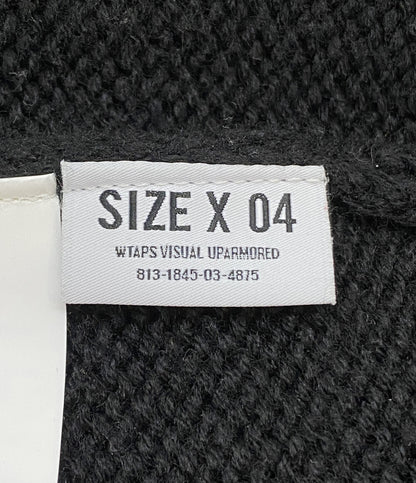 SIZE X 04
WTAPS VISUAL UPARMORED
813-1845-03-4875